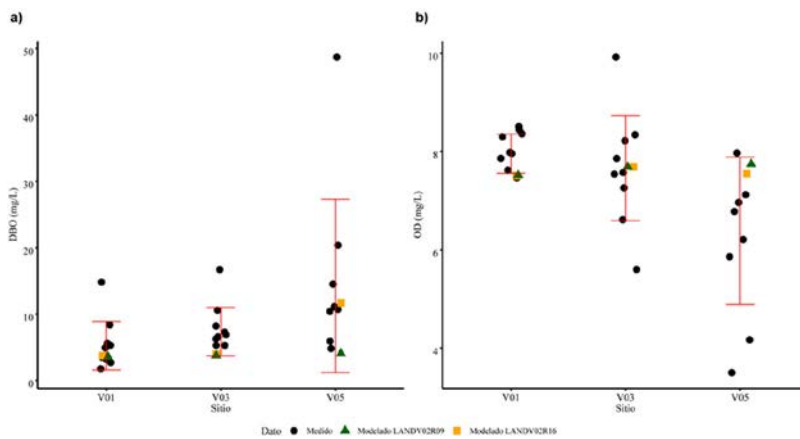 a)
50
40
30
20
10
0
DBO (mg/L)
V01 V03 V05
Sitio
b)
10
8
6
4
OD (mg/L)
V01 V03 V05
Sitio
Dato Medido Modelado LANDV02R09 Modelado LANDV02R16